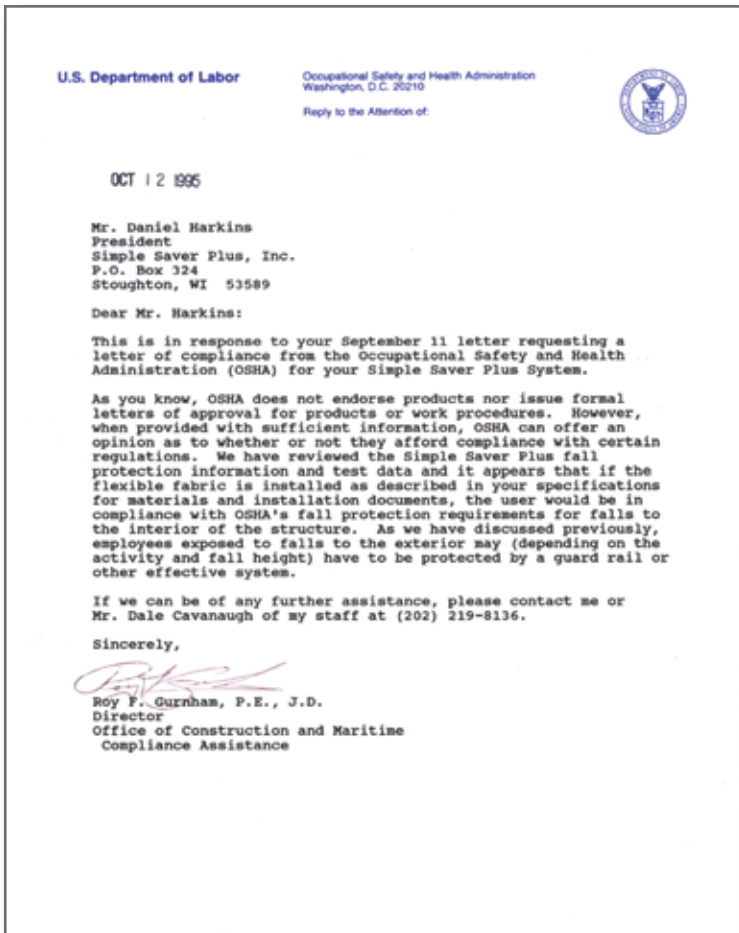 U.S. Department of Labor
Occupational Safety and Health Administration
Washington, D.C. 20210
Reply to the Attention of:
OCT 12 1995
Mr. Daniel Harkins
President
Simple Saver Plus, Inc.
P.O. Box 324
Stoughton, WI 53589
Dear Mr. Harkins:
This is in response to your September 11 letter requesting a
letter of compliance from the Occupational Safety and Health
Administration (OSHA) for your Simple Saver Plus System.
As you know, OSHA does not endorse products nor issue formal
letters of approval for products or work procedures. However,
when provided with sufficient information, OSHA can offer an
opinion as to whether or not they afford compliance with certain
regulations. We have reviewed the Simple Saver Plus fall
protection information and test data and it appears that if the
flexible fabric is installed as described in your specifications
for materials and installation documents, the user would be in
compliance with OSHA's fall protection requirements for falls to
the interior of the structure. As we have discussed previously,
employees exposed to falls to the exterior may (depending on the
activity and fall height) have to be protected by a guard rail or
other effective system.
If we can be of any further assistance, please contact me or
Mr. Dale Cavanaugh of my staff at (202) 219-8136.
Sincerely,
Roy F. Gurnham, P.E., J.D.
Director
Office of Construction and Maritime
Compliance Assistance